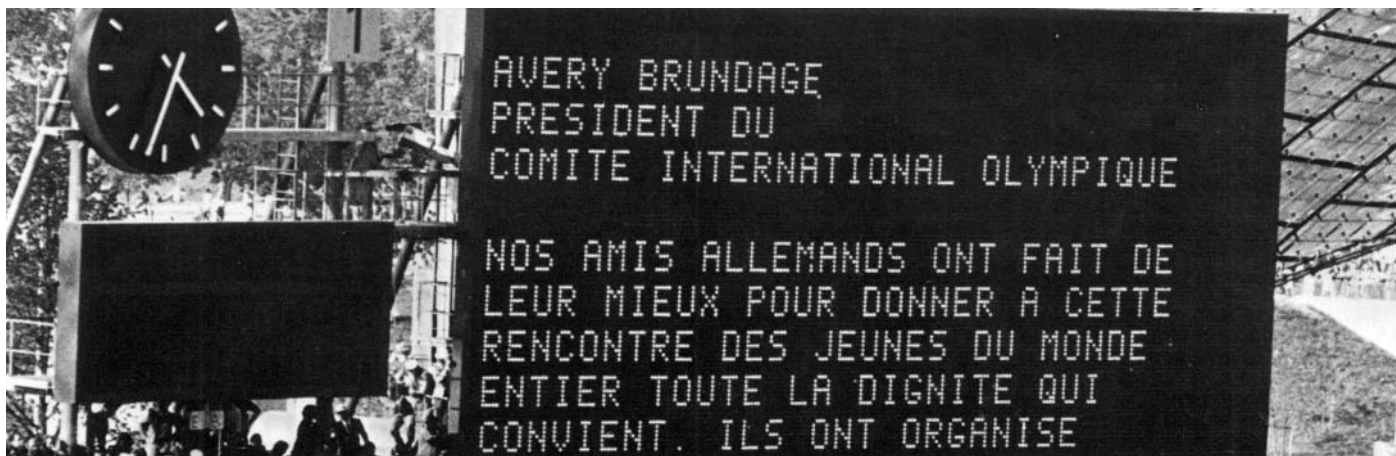 1
AVERY BRUNDAGE
PRESIDENT DU
COMITE INTERNATIONAL OLYMPIQUE
NOS AMIS ALLEMANDS ONT FAIT DE
LEUR MIEUX POUR DONNER A CETTE
RENCONTRE DES JEUNES DU MONDE
ENTIER TOUTE LA DIGNITE QUI
CONVIENT. ILS ONT ORGANISE